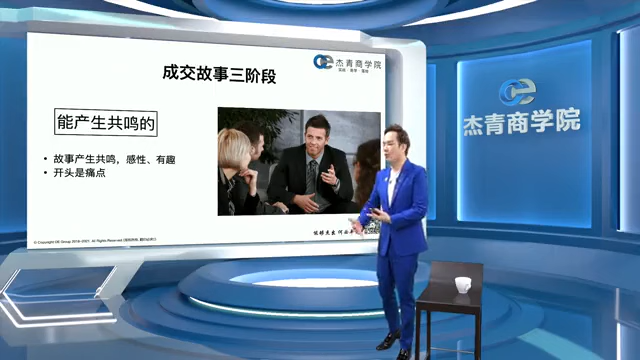 杰青商学院
成交故事三阶段
能产生共鸣的
• 故事产生共鸣，感性、有趣
• 开头是痛点
杰青商学院